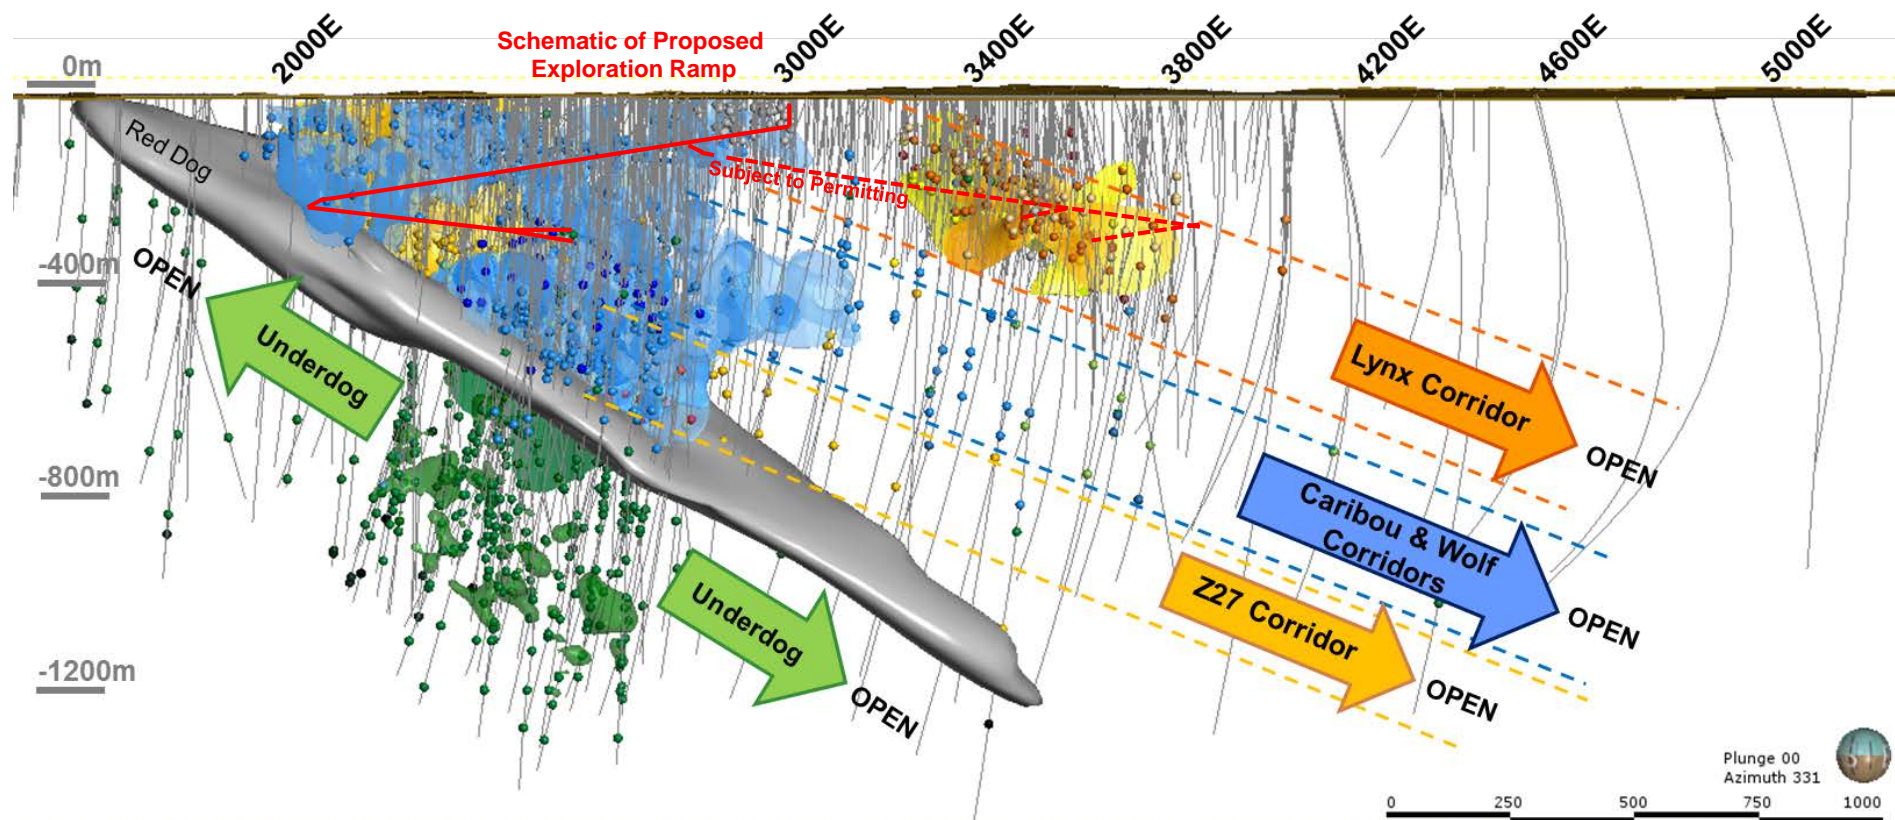 2000E
Schematic of Proposed
Exploration Ramp
3000E
3400E
3800E
4200E
4600E
5000E
0m
Red Dog
Subject to Permitting
-400m
OPEN
Underdog
Lynx Corridor
OPEN
-800m
Caribou & Wolf
Corridors
OPEN
Z27 Corridor
OPEN
Underdog
OPEN
-1200m
Plunge 00
Azimuth 331
0 250 500 750 1000